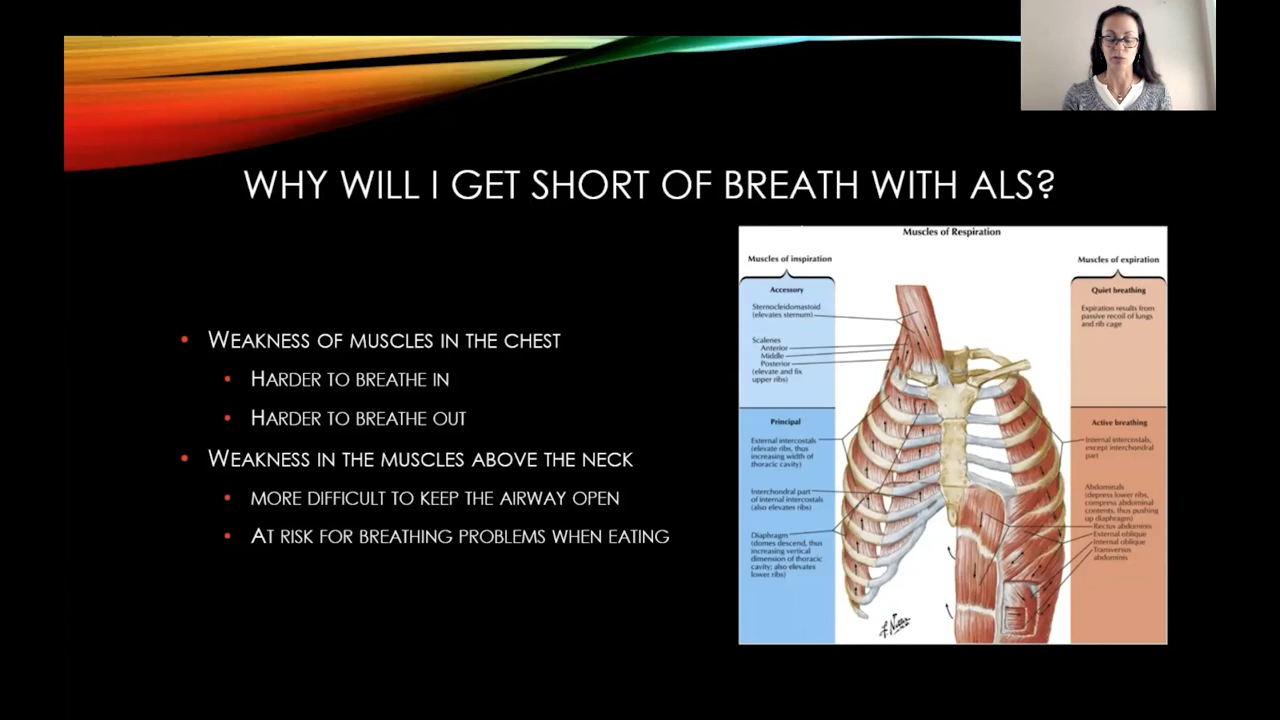 WHY WILL I GET SHORT OF BREATH WITH ALS?
WEAKNESS OF MUSCLES IN THE CHEST
HARDER TO BREATHE IN
HARDER TO BREATHE OUT
WEAKNESS IN THE MUSCLES ABOVE THE NECK
MORE DIFFICULT TO KEEP THE AIRWAY OPEN
AT RISK FOR BREATHING PROBLEMS WHEN EATING
Muscles of Respiration
Muscles of inspiration
Accessory
Sternocleidomastoid
(elevates sternum)
Scalenes
Anterior
Middle
Posterior
(elevate and fix
upper ribs)
Principal
External intercostals
(elevate ribs, thus
increasing width of
thoracic cavity)
Interchondral part
of internal intercostals
(also elevates ribs)
Diaphragm
(domes descend, thus
increasing vertical
dimension of thoracic
cavity; also elevates
lower ribs)
Muscles of expiration
Quiet breathing
Expiration results from
passive recoil of lungs
and rib cage
Active breathing
Internal intercostals,
except interchondral
part
Abdominals
(depress lower ribs,
compress abdominal
contents, thus pushing
up diaphragm)
Rectus abdominis
External oblique
Internal oblique
Transversus
abdominis